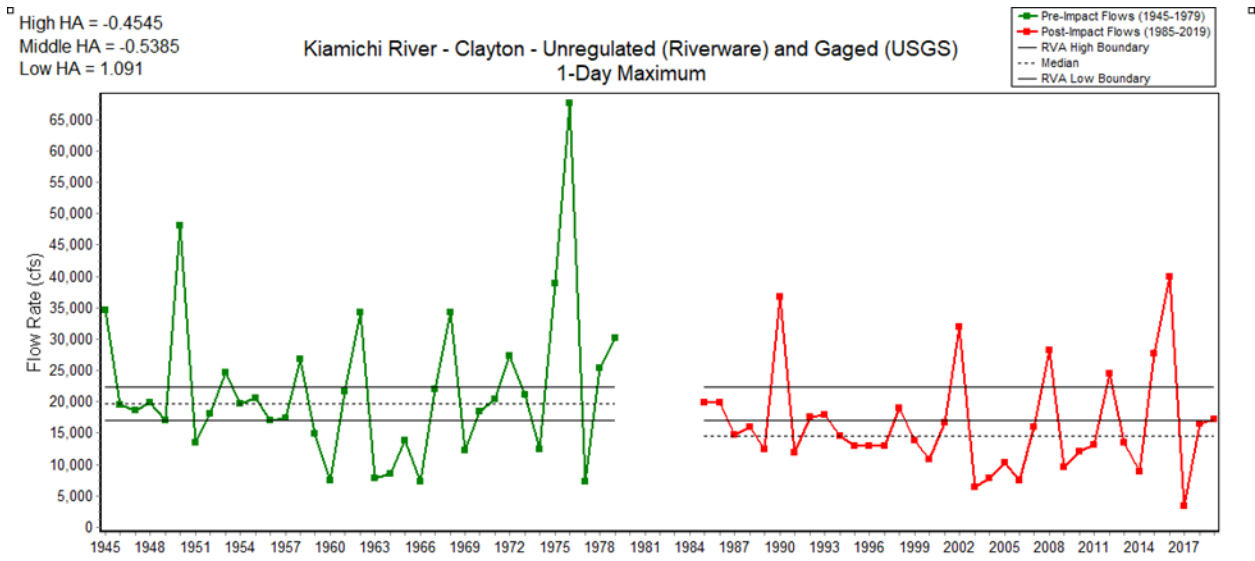 High HA = -0.4545
Middle HA = -0.5385
Low HA = 1.091
Kiamichi River - Clayton - Unregulated (Riverware) and Gaged (USGS)
1-Day Maximum
Pre-Impact Flows (1945-1979)
Post-Impact Flows (1985-2019)
RVA High Boundary
Median
RVA Low Boundary
Flow Rate (cfs)
65,000
60,000
55,000
50,000
45,000
40,000
35,000
30,000
25,000
20,000
15,000
10,000
5,000
0
1945 1948 1951 1954 1957 1960 1963 1966 1969 1972 1975 1978 1981 1984 1987 1990 1993 1996 1999 2002 2005 2008 2011 2014 2017